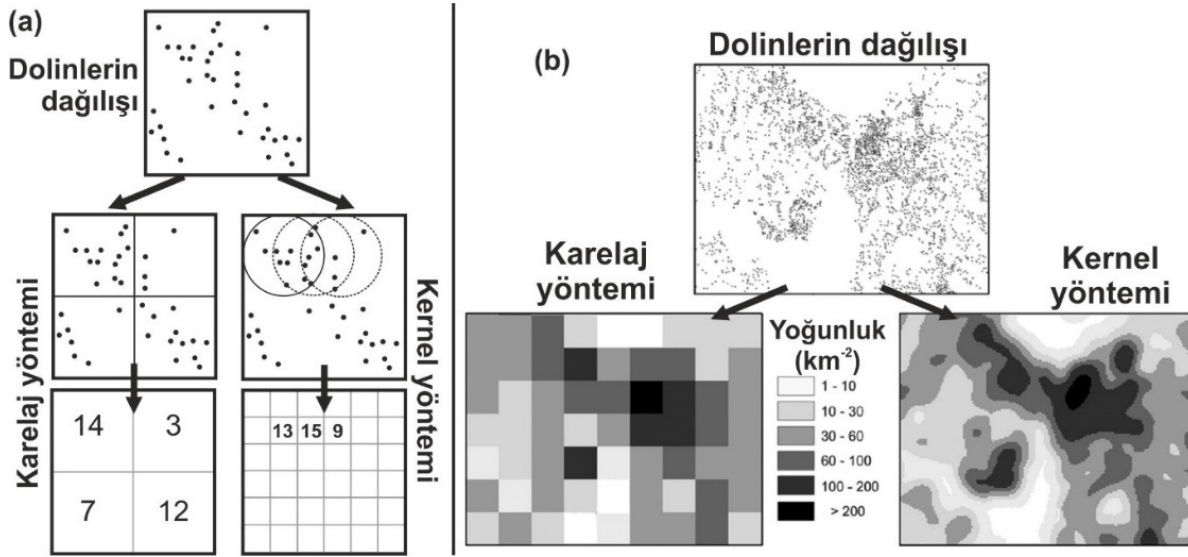 (a)
Dolinlerin
dağılışı
Karelaj yöntemi
Kernel yöntemi
14 3
7 12
13 15 9
(b)
Dolinlerin dağılışı
Karelaj
yöntemi
Kernel
yöntemi
Yoğunluk
(km⁻²)
1 - 10
10 - 30
30 - 60
60 - 100
100 - 200
> 200